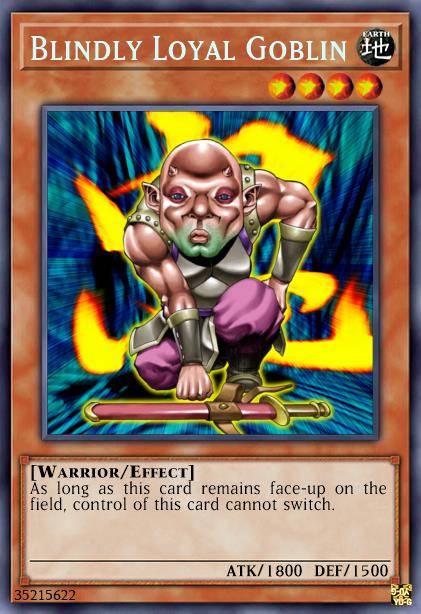 BLINDLY LOYAL GOBLIN
EARTH
地
[WARRIOR/EFFECT]
As long as this card remains face-up on the
field, control of this card cannot switch.
ATK/1800 DEF/1500
35215622